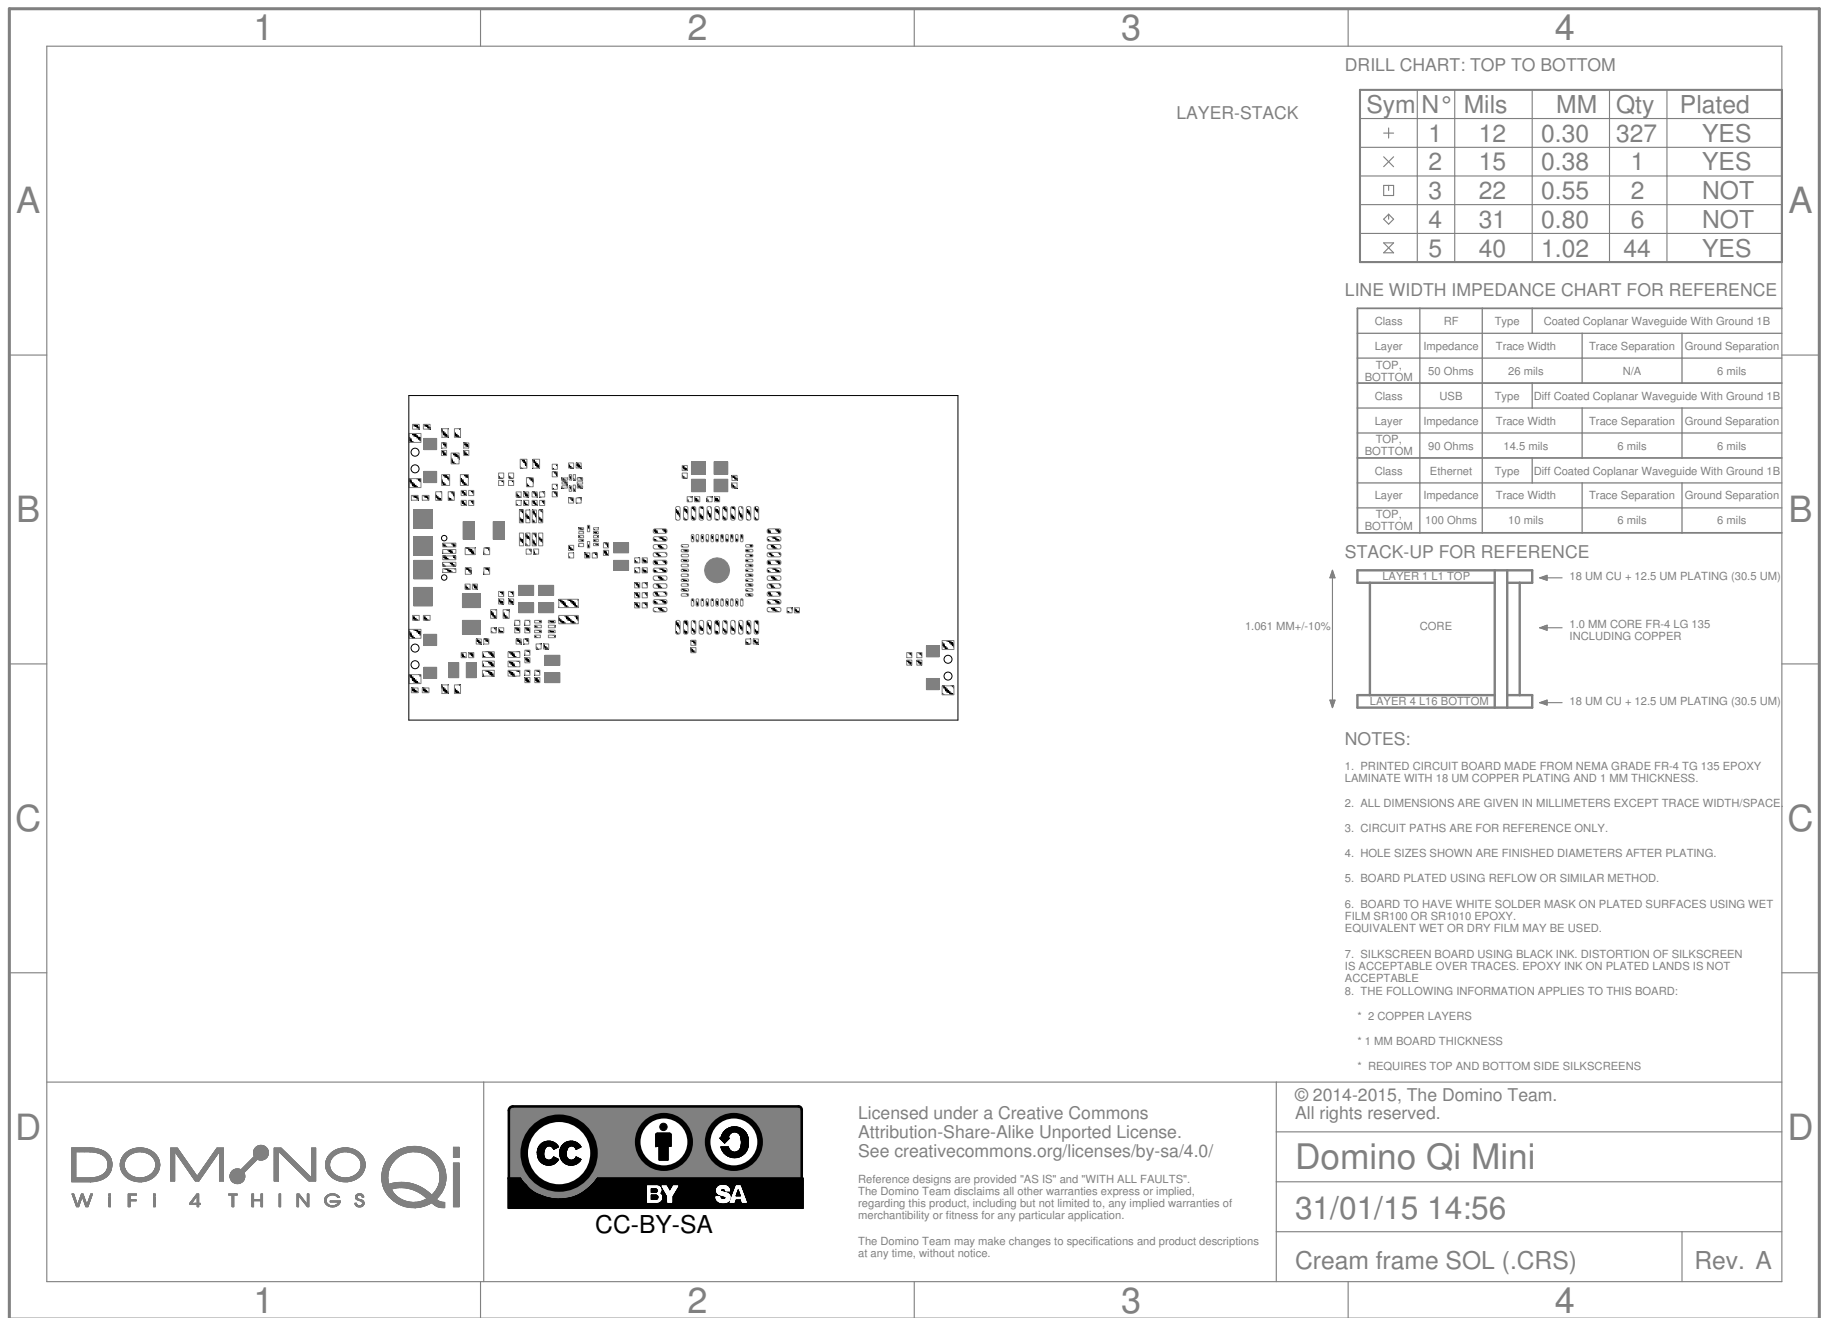 1 2 3 4
DRILL CHART: TOP TO BOTTOM
LAYER-STACK
Sym N° Mils MM Qty Plated
+ 1 12 0.30 327 YES
× 2 15 0.38 1 YES
3 22 0.55 2 NOT
4 31 0.80 6 NOT
5 40 1.02 44 YES
A A
LINE WIDTH IMPEDANCE CHART FOR REFERENCE
Class RF Type Coated Coplanar Waveguide With Ground 1B
Layer Impedance Trace Width Trace Separation Ground Separation
TOP, BOTTOM 50 Ohms 26 mils N/A 6 mils
Class USB Type Diff Coated Coplanar Waveguide With Ground 1B
Layer Impedance Trace Width Trace Separation Ground Separation
TOP, BOTTOM 90 Ohms 14.5 mils 6 mils 6 mils
Class Ethernet Type Diff Coated Coplanar Waveguide With Ground 1B
Layer Impedance Trace Width Trace Separation Ground Separation
TOP, BOTTOM 100 Ohms 10 mils 6 mils 6 mils
B B
STACK-UP FOR REFERENCE
LAYER 1 L1 TOP 18 UM CU + 12.5 UM PLATING (30.5 UM)
1.061 MM+/-10% CORE 1.0 MM CORE FR-4 LG 135
INCLUDING COPPER
LAYER 4 L16 BOTTOM 18 UM CU + 12.5 UM PLATING (30.5 UM)
NOTES:
1. PRINTED CIRCUIT BOARD MADE FROM NEMA GRADE FR-4 TG 135 EPOXY
LAMINATE WITH 18 UM COPPER PLATING AND 1 MM THICKNESS.
2. ALL DIMENSIONS ARE GIVEN IN MILLIMETERS EXCEPT TRACE WIDTH/SPACE
C C
3. CIRCUIT PATHS ARE FOR REFERENCE ONLY.
4. HOLE SIZES SHOWN ARE FINISHED DIAMETERS AFTER PLATING.
5. BOARD PLATED USING REFLOW OR SIMILAR METHOD.
6. BOARD TO HAVE WHITE SOLDER MASK ON PLATED SURFACES USING WET
FILM SR100 OR SR1010 EPOXY.
EQUIVALENT WET OR DRY FILM MAY BE USED.
7. SILKSCREEN BOARD USING BLACK INK. DISTORTION OF SILKSCREEN
IS ACCEPTABLE OVER TRACES. EPOXY INK ON PLATED LANDS IS NOT
ACCEPTABLE
8. THE FOLLOWING INFORMATION APPLIES TO THIS BOARD:
* 2 COPPER LAYERS
* 1 MM BOARD THICKNESS
* REQUIRES TOP AND BOTTOM SIDE SILKSCREENS
D D
DOMINO Qi
WIFI 4 THINGS
cc
BY SA
CC-BY-SA
Licensed under a Creative Commons
Attribution-Share-Alike Unported License.
See creativecommons.org/licenses/by-sa/4.0/
Reference designs are provided "AS IS" and "WITH ALL FAULTS".
The Domino Team disclaims all other warranties express or implied,
regarding this product, including but not limited to, any implied warranties of
merchantibility or fitness for any particular application.
The Domino Team may make changes to specifications and product descriptions
at any time, without notice.
© 2014-2015, The Domino Team.
All rights reserved.
Domino Qi Mini
31/01/15 14:56
Cream frame SOL (.CRS) Rev. A
1 2 3 4